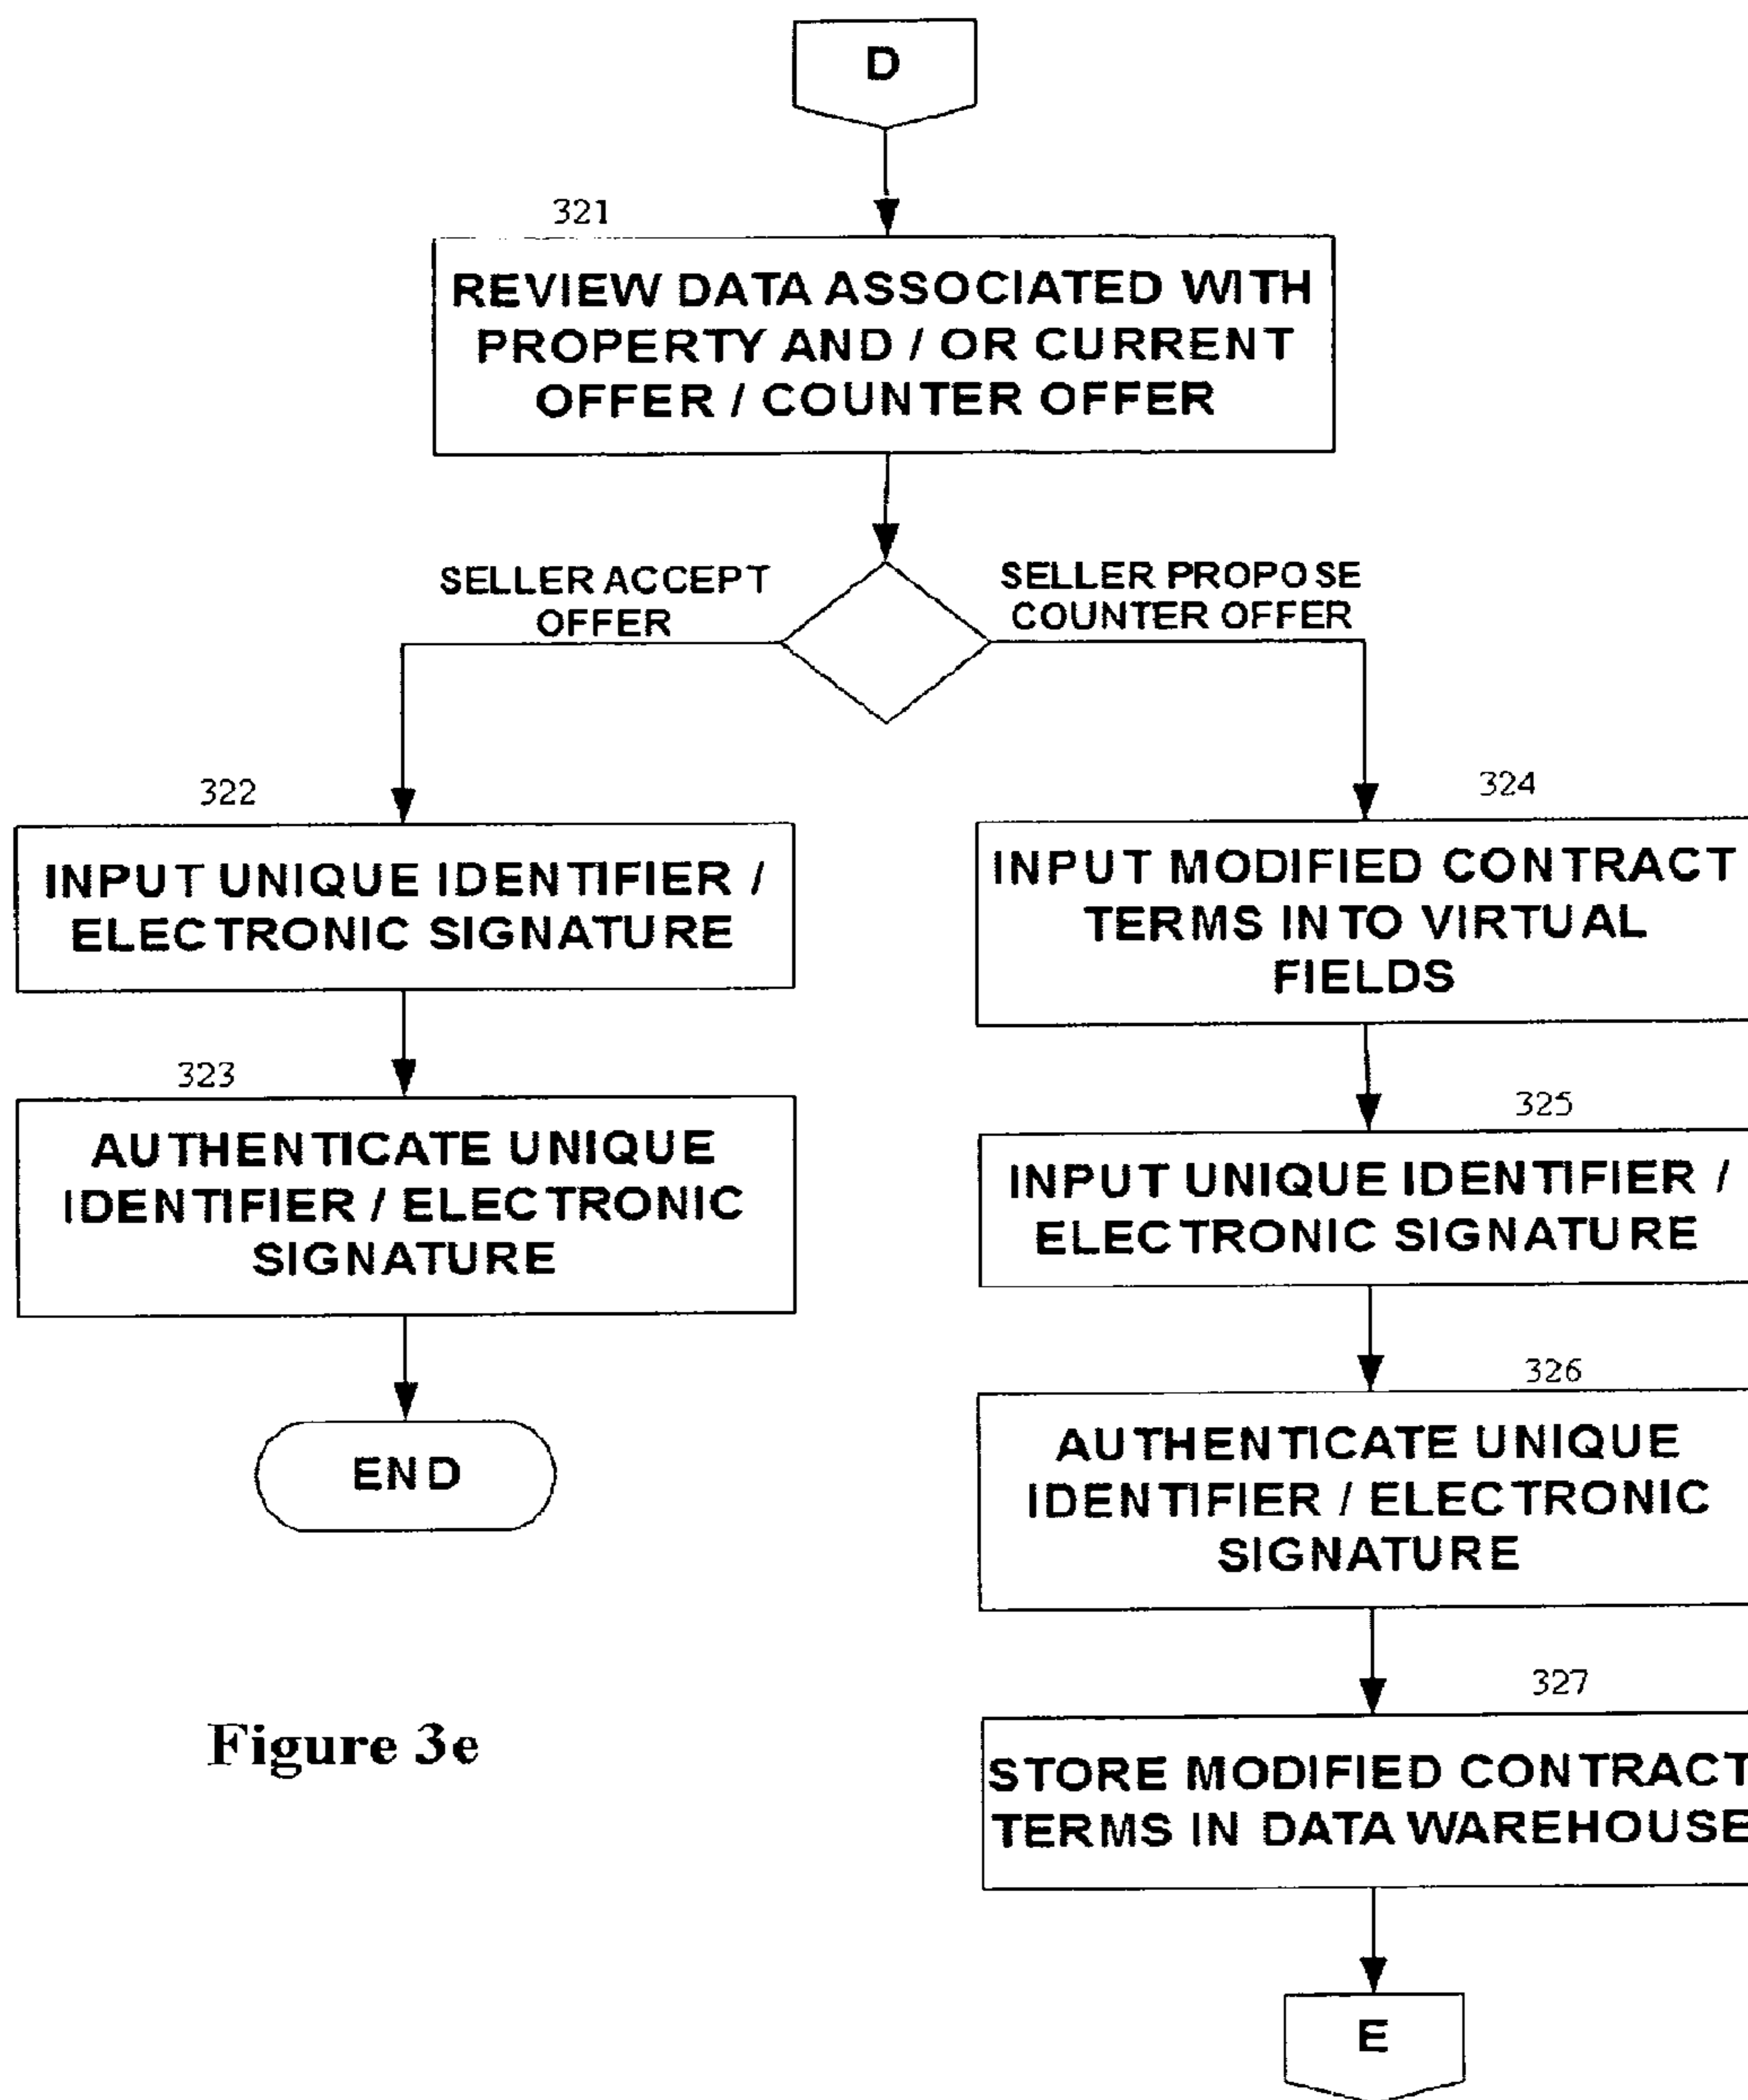 D
321
REVIEW DATA ASSOCIATED WITH
PROPERTY AND / OR CURRENT
OFFER / COUNTER OFFER
SELLER ACCEPT
OFFER
SELLER PROPOSE
COUNTER OFFER
322
INPUT UNIQUE IDENTIFIER /
ELECTRONIC SIGNATURE
323
AUTHENTICATE UNIQUE
IDENTIFIER / ELECTRONIC
SIGNATURE
END
324
INPUT MODIFIED CONTRACT
TERMS INTO VIRTUAL
FIELDS
325
INPUT UNIQUE IDENTIFIER /
ELECTRONIC SIGNATURE
326
AUTHENTICATE UNIQUE
IDENTIFIER / ELECTRONIC
SIGNATURE
327
STORE MODIFIED CONTRACT
TERMS IN DATA WAREHOUSE
E
Figure 3e